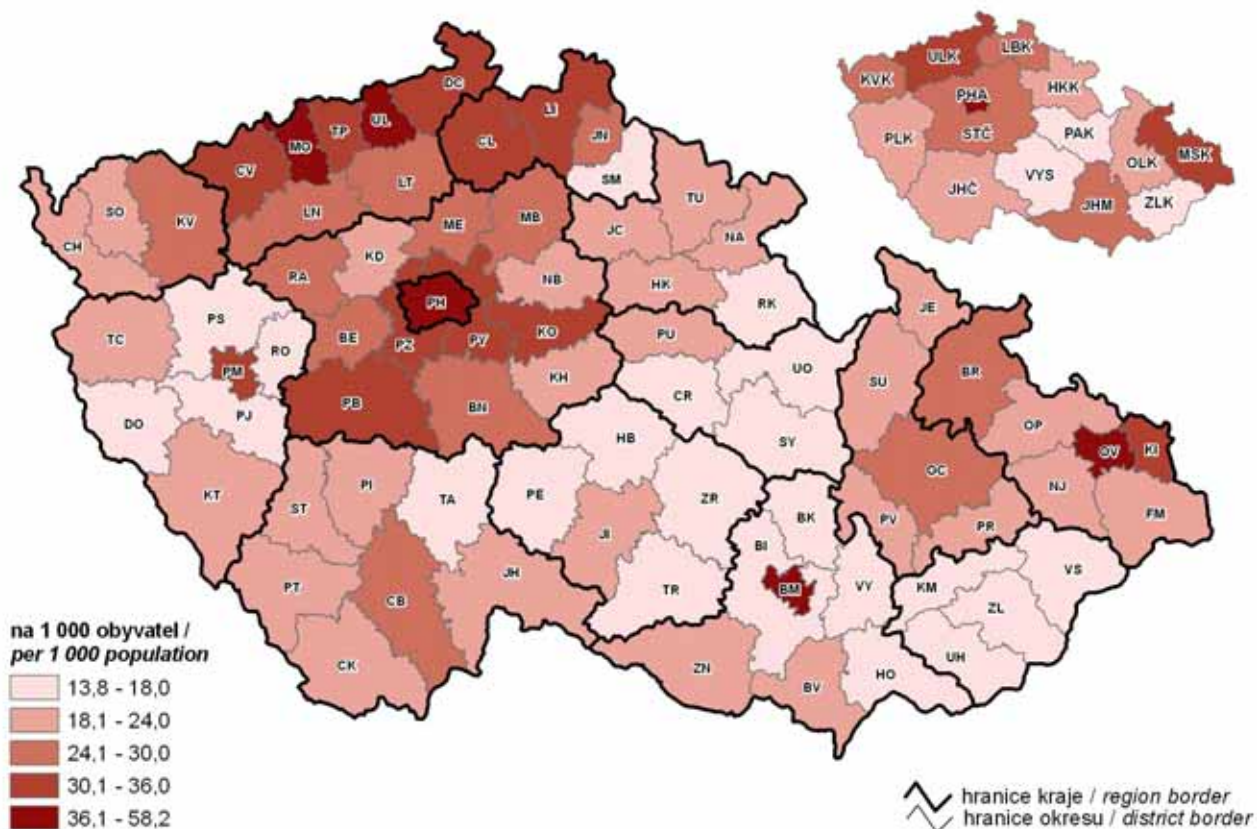 DC
LI
UL
TP
MO
CL
JN
CV
SM
LT
SO
KV
LN
MB
TU
CH
ME
JC
NA
KD
RA
NB
HK
PH
RK
PS
TC
BE
KO
RO
PZ
PY
PU
JE
PM
UO
KH
SU
BR
PB
BN
CR
DO
PJ
OP
HB
SY
OV
KI
OC
PI
TA
PE
ZR
NJ
KT
ST
BK
PV
PR
FM
JI
BI
VS
JH
PT
CB
TR
BM
VY
KM
ZL
CK
ZN
HO
UH
BV
ULK
LBK
KVK
HKK
PHA
STČ
PAK
PLK
MSK
OLK
VYS
JHČ
JHM
ZLK
na 1 000 obyvatel /
per 1 000 population
13,8 - 18,0
18,1 - 24,0
24,1 - 30,0
30,1 - 36,0
36,1 - 58,2
hranice kraje / region border
hranice okresu / district border